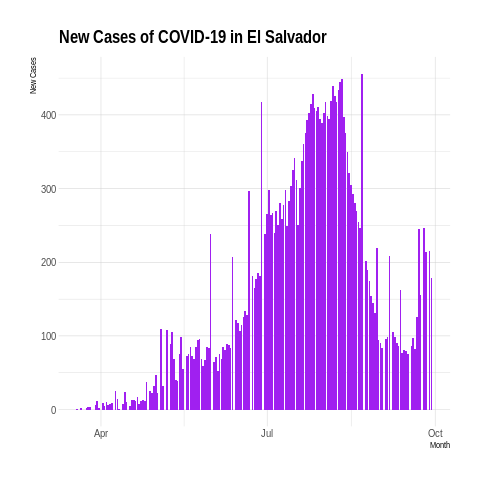 New Cases of COVID-19 in El Salvador
New Cases
400
300
200
100
0
Apr
Jul
Oct
Month